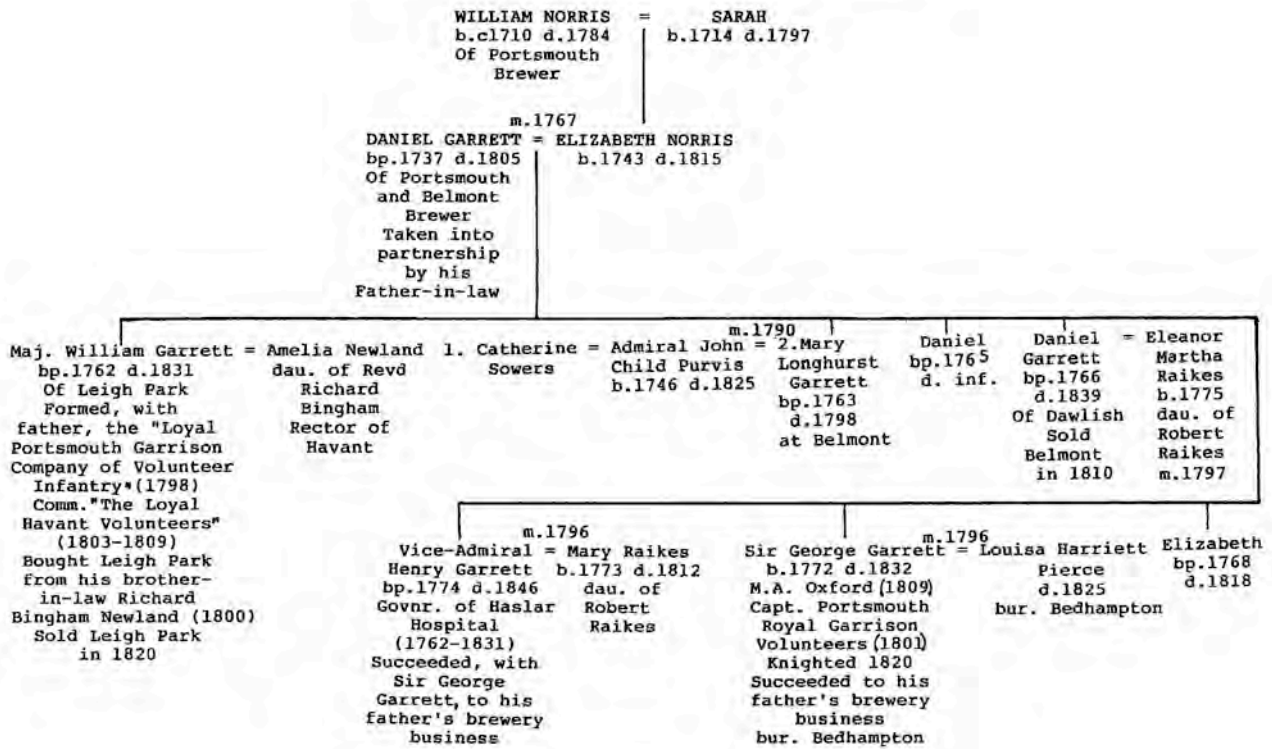 WILLIAM NORRIS = SARAH
b.c1710 d.1784 b.1714 d.1797
Of Portsmouth
Brewer
m.1767
DANIEL GARRETT = ELIZABETH NORRIS
bp.1737 d.1805 b.1743 d.1815
Of Portsmouth
and Belmont
Brewer
Taken into
partnership
by his
Father-in-law
Maj. William Garrett =
bp.1762 d.1831
Of Leigh Park
Formed, with
father, the "Loyal
Portsmouth Garrison
Company of Volunteer
Infantry"(1798)
Comm."The Loyal
Havant Volunteers"
(1803-1809)
Bought Leigh Park
from his brother-
in-law Richard
Bingham Newland (1800)
Sold Leigh Park
in 1820
Amelia Newland
dau. of Revd
Richard
Bingham
Rector of
Havant
1. Catherine =
Sowers
m.1790
Admiral John =
Child Purvis
b.1746 d.1825
2.Mary
Longhurst
Garrett
bp.1763
d.1798
at Belmont
Daniel
bp.1765
d. inf.
Daniel =
Garrett
bp.1766
d.1839
Of Dawlish
Sold
Belmont
in 1810
Eleanor
Martha
Raikes
b.1775
dau. of
Robert
Raikes
m.1797
m.1796
Vice-Admiral =
Henry Garrett
bp.1774 d.1846
Govnr. of Haslar
Hospital
(1762-1831)
Succeeded, with
Sir George
Garrett, to his
father's brewery
business
Mary Raikes
b.1773 d.1812
dau. of
Robert
Raikes
m.1796
Sir George Garrett =
b.1772 d.1832
M.A. Oxford (1809)
Capt. Portsmouth
Royal Garrison
Volunteers (1801)
Knighted 1820
Succeeded to his
father's brewery
business
bur. Bedhampton
Louisa Harriett
Pierce
d.1825
bur. Bedhampton
Elizabeth
bp.1768
d.1818